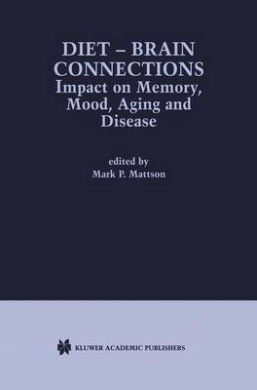 DIET – BRAIN
CONNECTIONS
Impact on Memory,
Mood, Aging and
Disease
edited by
Mark P. Mattson
KLUWER ACADEMIC PUBLISHERS